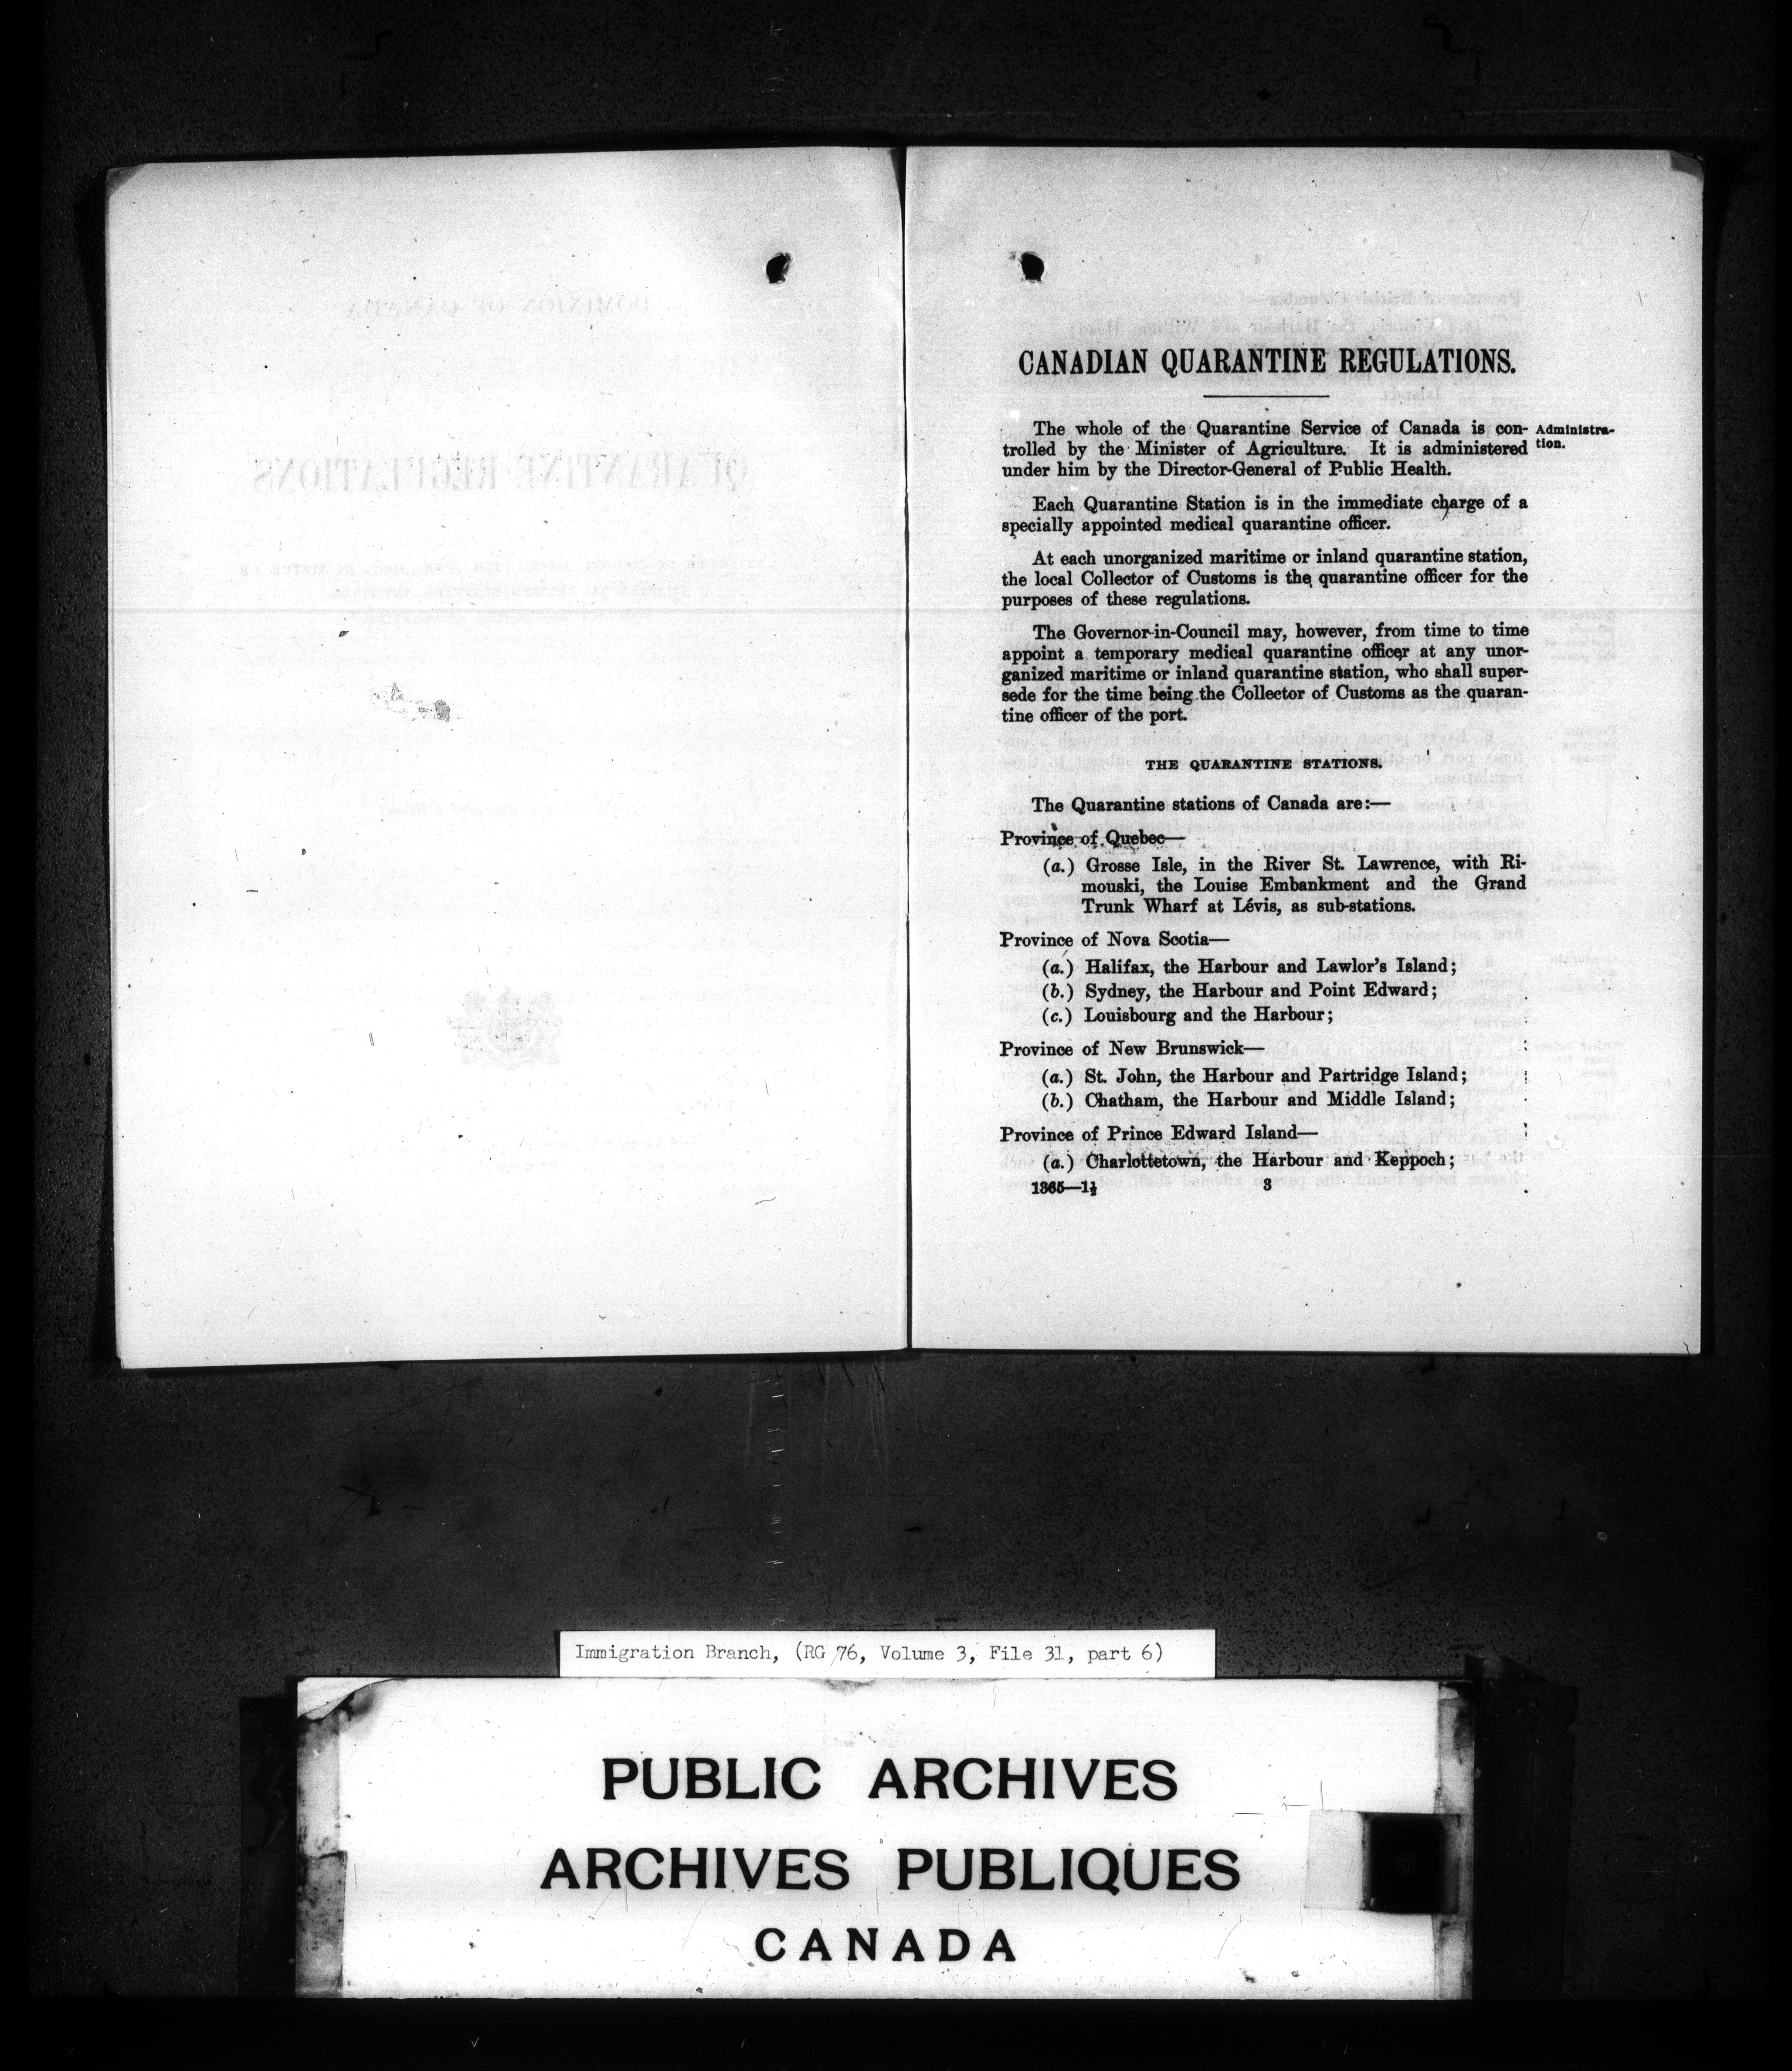 CANADIAN QUARANTINE REGULATIONS.
The whole of the Quarantine Service of Canada is con-
trolled by the Minister of Agriculture. It is administered
under him by the Director-General of Public Health.
Administra-
tion.
Each Quarantine Station is in the immediate charge of a
specially appointed medical quarantine officer.
At each unorganized maritime or inland quarantine station,
the local Collector of Customs is the quarantine officer for the
purposes of these regulations.
The Governor-in-Council may, however, from time to time
appoint a temporary medical quarantine officer at any unor-
ganized maritime or inland quarantine station, who shall super-
sede for the time being the Collector of Customs as the quaran-
tine officer of the port.
THE QUARANTINE STATIONS.
The Quarantine stations of Canada are:—
Province of Quebec—
(a.) Grosse Isle, in the River St. Lawrence, with Ri-
mouski, the Louise Embankment and the Grand
Trunk Wharf at Lévis, as sub-stations.
Province of Nova Scotia—
(a.) Halifax, the Harbour and Lawlor's Island;
(b.) Sydney, the Harbour and Point Edward;
(c.) Louisbourg and the Harbour;
Province of New Brunswick—
(a.) St. John, the Harbour and Partridge Island;
(b.) Chatham, the Harbour and Middle Island;
Province of Prince Edward Island—
(a.) Charlottetown, the Harbour and Keppoch;
1365—1½ 3
Immigration Branch, (RG 76, Volume 3, File 31, part 6)
PUBLIC ARCHIVES
ARCHIVES PUBLIQUES
CANADA